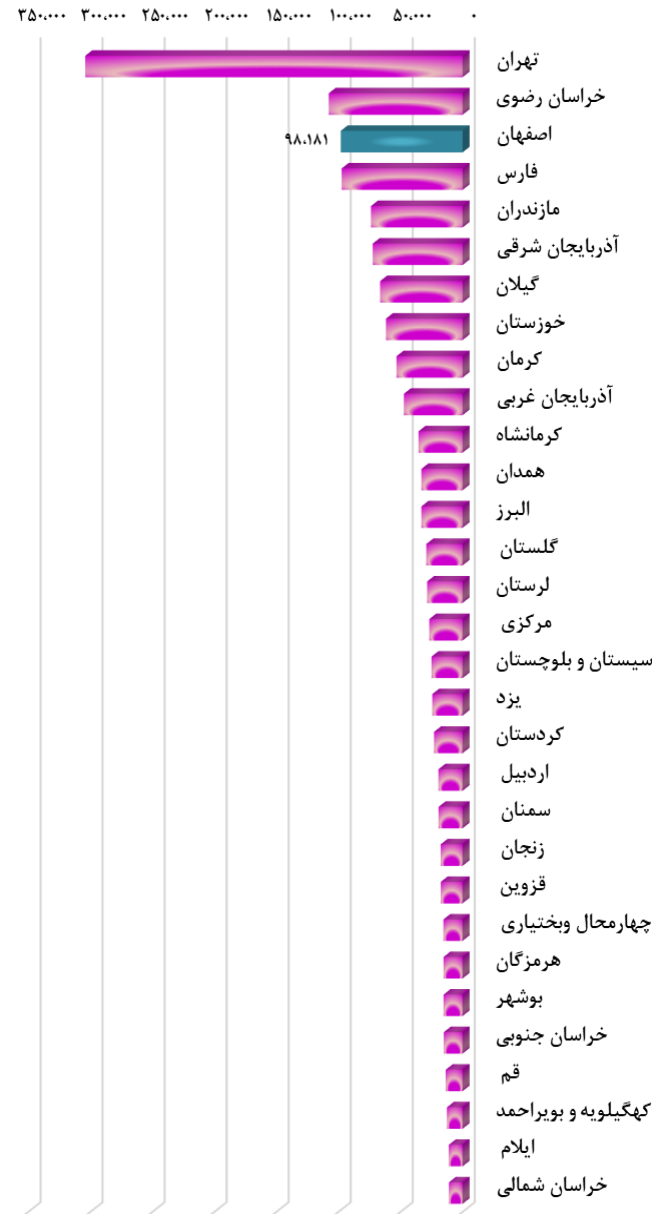 ۳۵۰،۰۰۰ ۳۰۰،۰۰۰ ۲۵۰،۰۰۰ ۲۰۰،۰۰۰ ۱۵۰،۰۰۰ ۱۰۰،۰۰۰ ۵۰،۰۰۰ ۰
تهران
خراسان رضوی
اصفهان
۹۸،۱۸۱
فارس
مازندران
آذربایجان شرقی
گیلان
خوزستان
کرمان
آذربایجان غربی
کرمانشاه
همدان
البرز
گلستان
لرستان
مرکزی
سیستان و بلوچستان
یزد
کردستان
اردبیل
سمنان
زنجان
قزوین
چهارمحال وبختیاری
هرمزگان
بوشهر
خراسان جنوبی
قم
کهگیلویه و بویراحمد
ایلام
خراسان شمالی